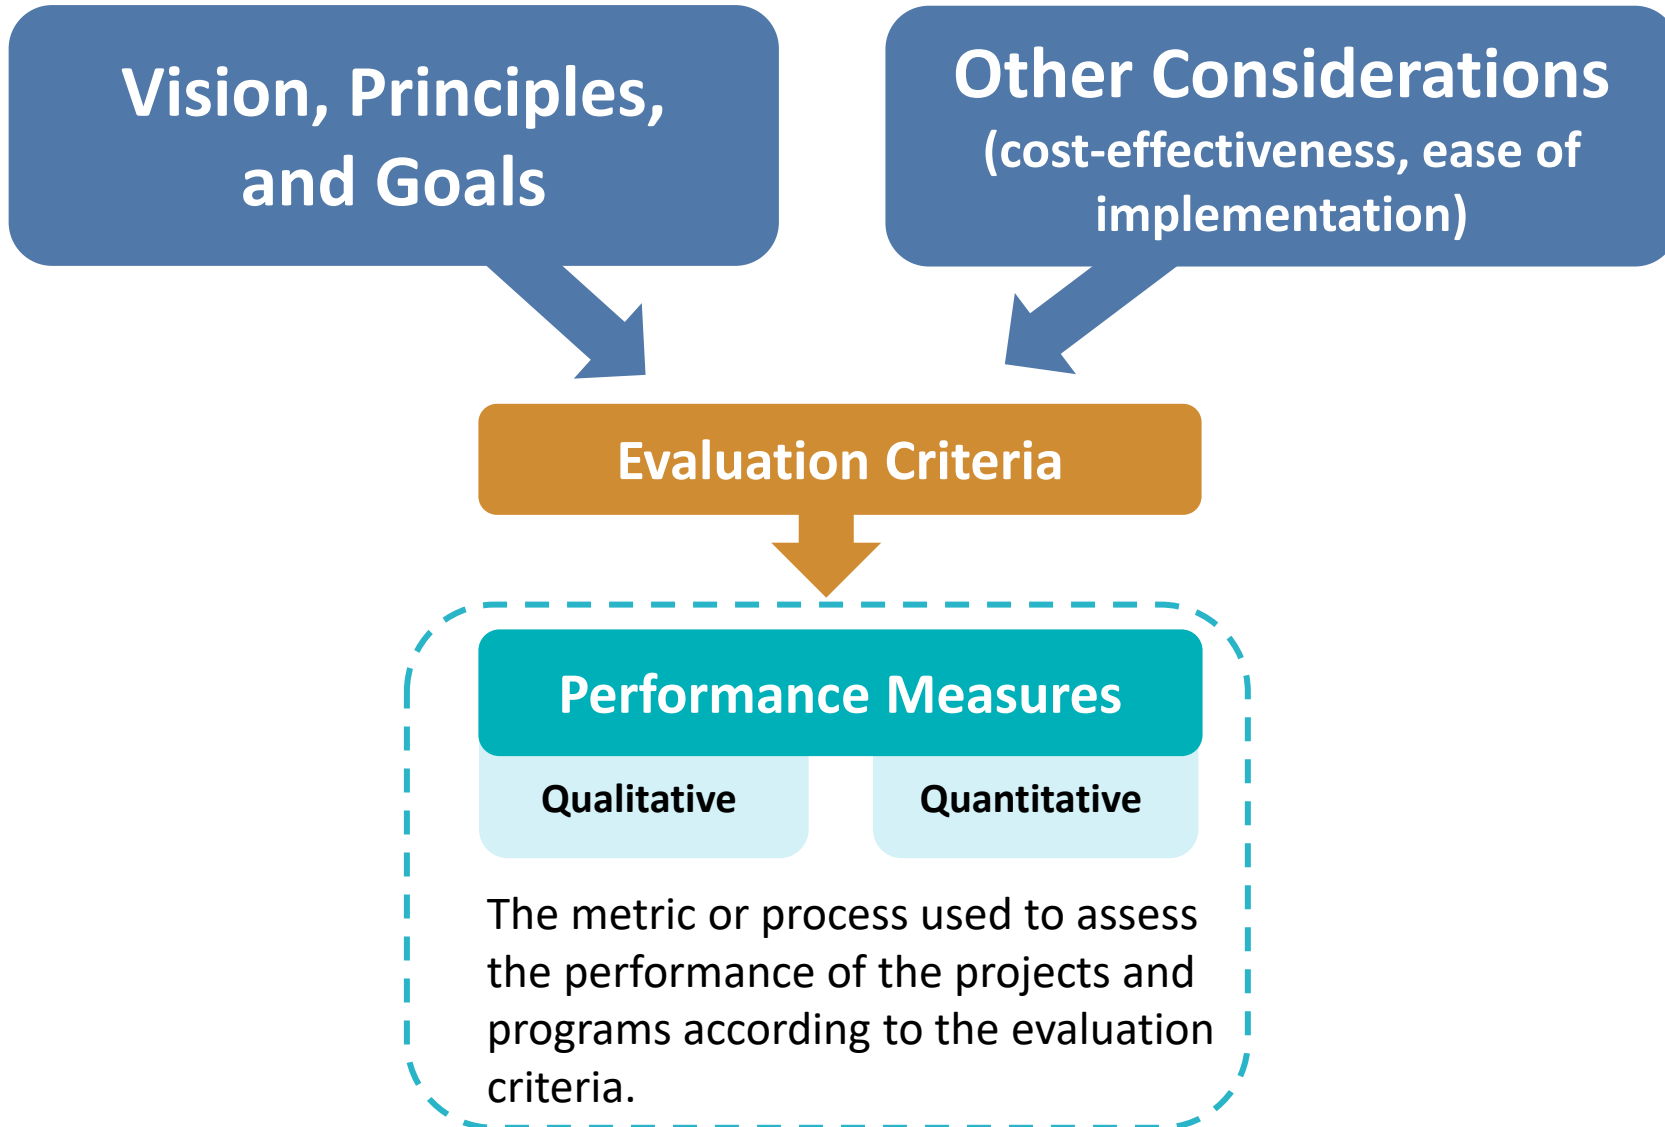 Vision, Principles,
and Goals
Other Considerations
(cost-effectiveness, ease of
implementation)
Evaluation Criteria
Performance Measures
Qualitative
Quantitative
The metric or process used to assess
the performance of the projects and
programs according to the evaluation
criteria.